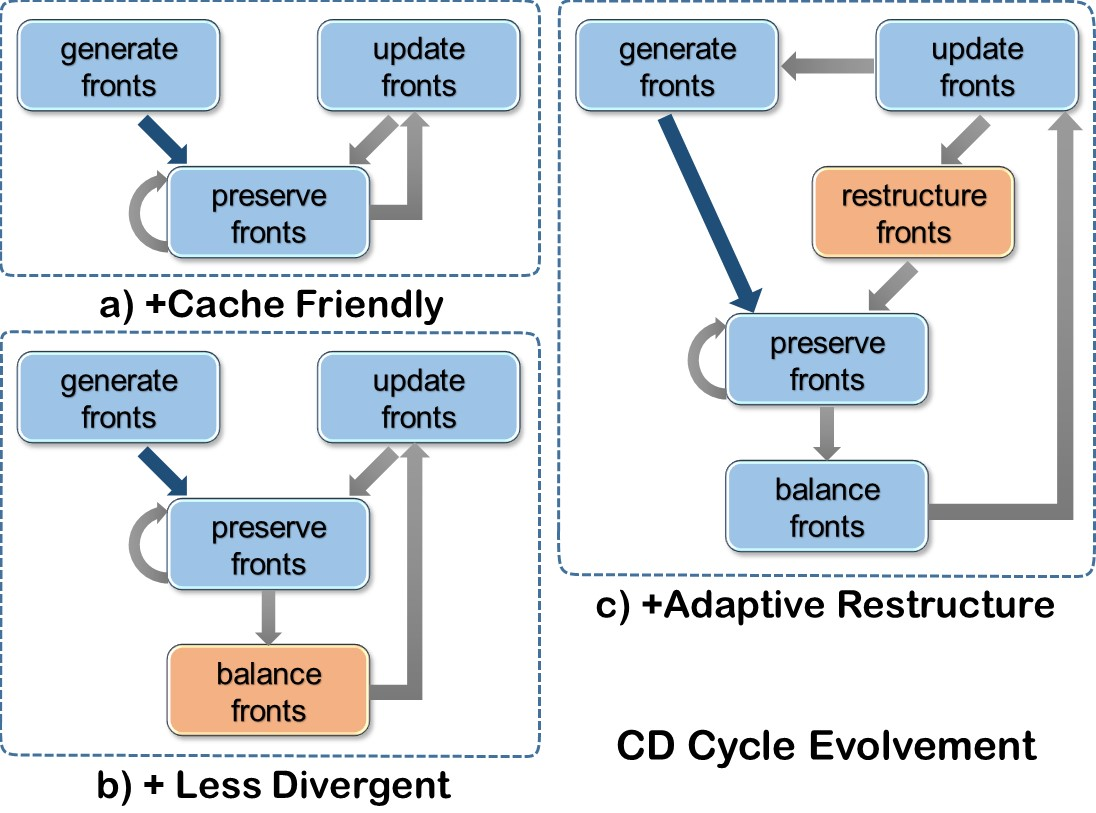 generate
fronts
update
fronts
preserve
fronts
a) +Cache Friendly
generate
fronts
update
fronts
preserve
fronts
balance
fronts
b) + Less Divergent
generate
fronts
update
fronts
restructure
fronts
preserve
fronts
balance
fronts
c) +Adaptive Restructure
CD Cycle Evolvement